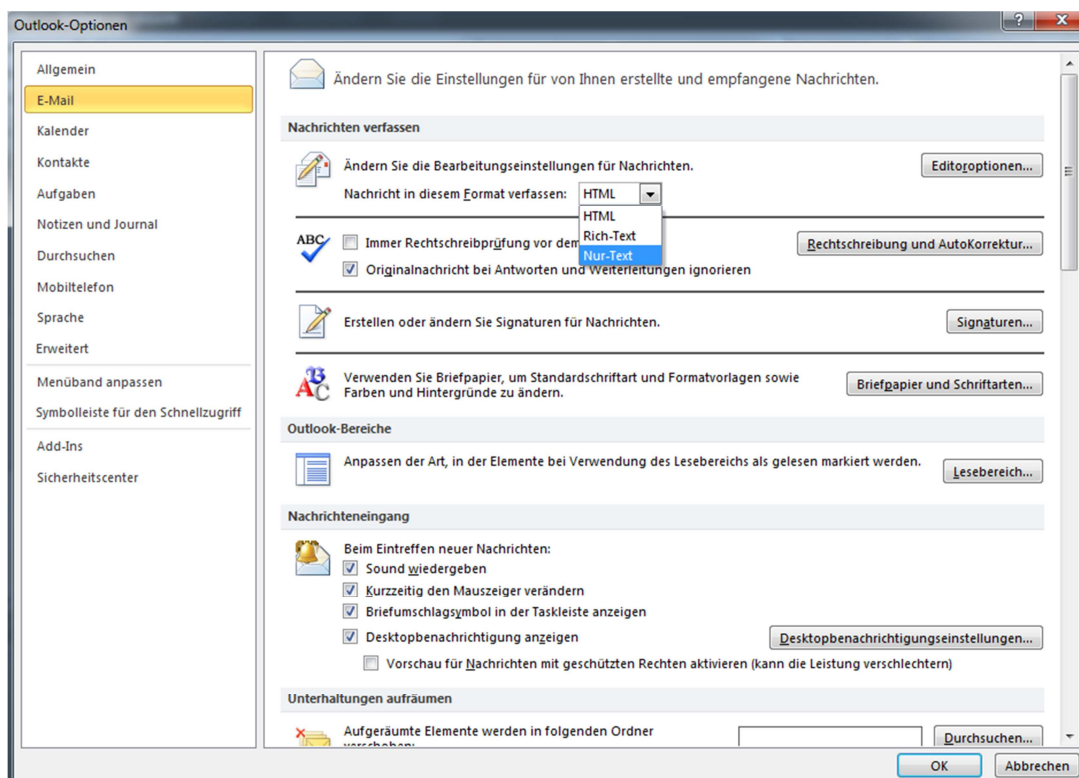 Outlook-Optionen
Allgemein
E-Mail
Kalender
Kontakte
Aufgaben
Notizen und Journal
Durchsuchen
Mobiltelefon
Sprache
Erweitert
Menüband anpassen
Symbolleiste für den Schnellzugriff
Add-Ins
Sicherheitscenter
Ändern Sie die Einstellungen für von Ihnen erstellte und empfangene Nachrichten.
Nachrichten verfassen
Ändern Sie die Bearbeitungseinstellungen für Nachrichten.
Editoroptionen...
Nachricht in diesem Format verfassen: HTML
HTML
Rich-Text
Nur-Text
ABC
Immer Rechtschreibprüfung vor dem
Rechtschreibung und AutoKorrektur...
Originalnachricht bei Antworten und Weiterleitungen ignorieren
Erstellen oder ändern Sie Signaturen für Nachrichten.
Signaturen...
Verwenden Sie Briefpapier, um Standardschriftart und Formatvorlagen sowie
Farben und Hintergründe zu ändern.
Briefpapier und Schriftarten...
Outlook-Bereiche
Anpassen der Art, in der Elemente bei Verwendung des Lesebereichs als gelesen markiert werden.
Lesebereich...
Nachrichteneingang
Beim Eintreffen neuer Nachrichten:
Sound wiedergeben
Kurzzeitig den Mauszeiger verändern
Briefumschlagsymbol in der Taskleiste anzeigen
Desktopbenachrichtigung anzeigen
Desktopbenachrichtigungseinstellungen...
Vorschau für Nachrichten mit geschützten Rechten aktivieren (kann die Leistung verschlechtern)
Unterhaltungen aufräumen
Aufgeräumte Elemente werden in folgenden Ordner
verschoben:
Durchsuchen...
OK
Abbrechen